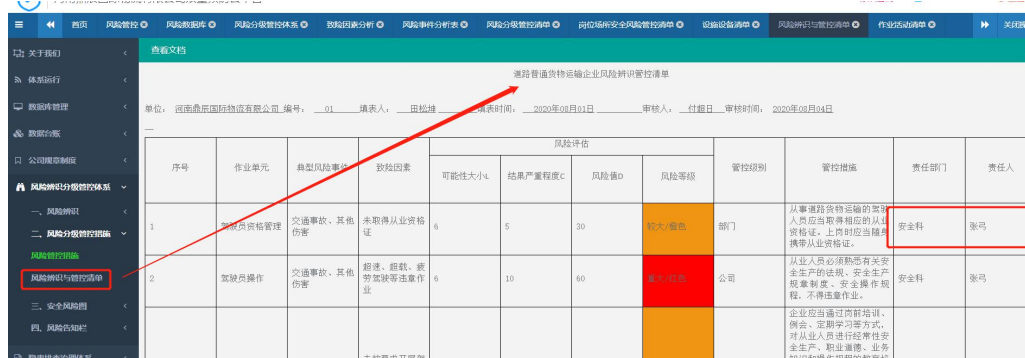 首页 风险管控 风险数据库 风险分级管控体系 致险因素分析 风险事件分析表 风险分级管控清单 岗位场所安全风险管控清单 设施设备清单 风险辨识与管控清单 作业活动清单
关于我们
体系运行
数据库管理
数据台账
公司规章制度
风险辨识分级管控体系
一、风险辨识
二、风险分级管控措施
风险管控措施
风险辨识与管控清单
三、安全风险图
四、风险告知栏
查看文档
道路普通货物运输企业风险辨识管控清单
单位： 河南鼎辰国际物流有限公司 编号： 01 填表人： 田松坤 填表时间： 2020年08月01日 审核人： 付超日 审核时间： 2020年08月04日
序号 作业单元 典型风险事件 致险因素 风险评估 管控级别 管控措施 责任部门 责任人
可能性大小L 结果严重程度C 风险值D 风险等级
1 驾驶员资格管理 交通事故、其他伤害 未取得从业资格证 6 5 30 较大/橙色 部门
从事道路货物运输的驾驶
人员应当取得相应的从业
资格证。上岗时应当随身
携带从业资格证。
安全科 张弓
2 驾驶员操作 交通事故、其他伤害 超速、超载、疲劳驾驶等违章作业 6 10 60 重大/红色 公司
从业人员必须熟悉有关安
全生产的法规、安全生产
规章制度、安全操作规
程。不得违章作业。
安全科 张弓
企业应当通过岗前培训、
例会、定期学习等方式，
对从业人员进行经常性安
全生产、职业道德、业务